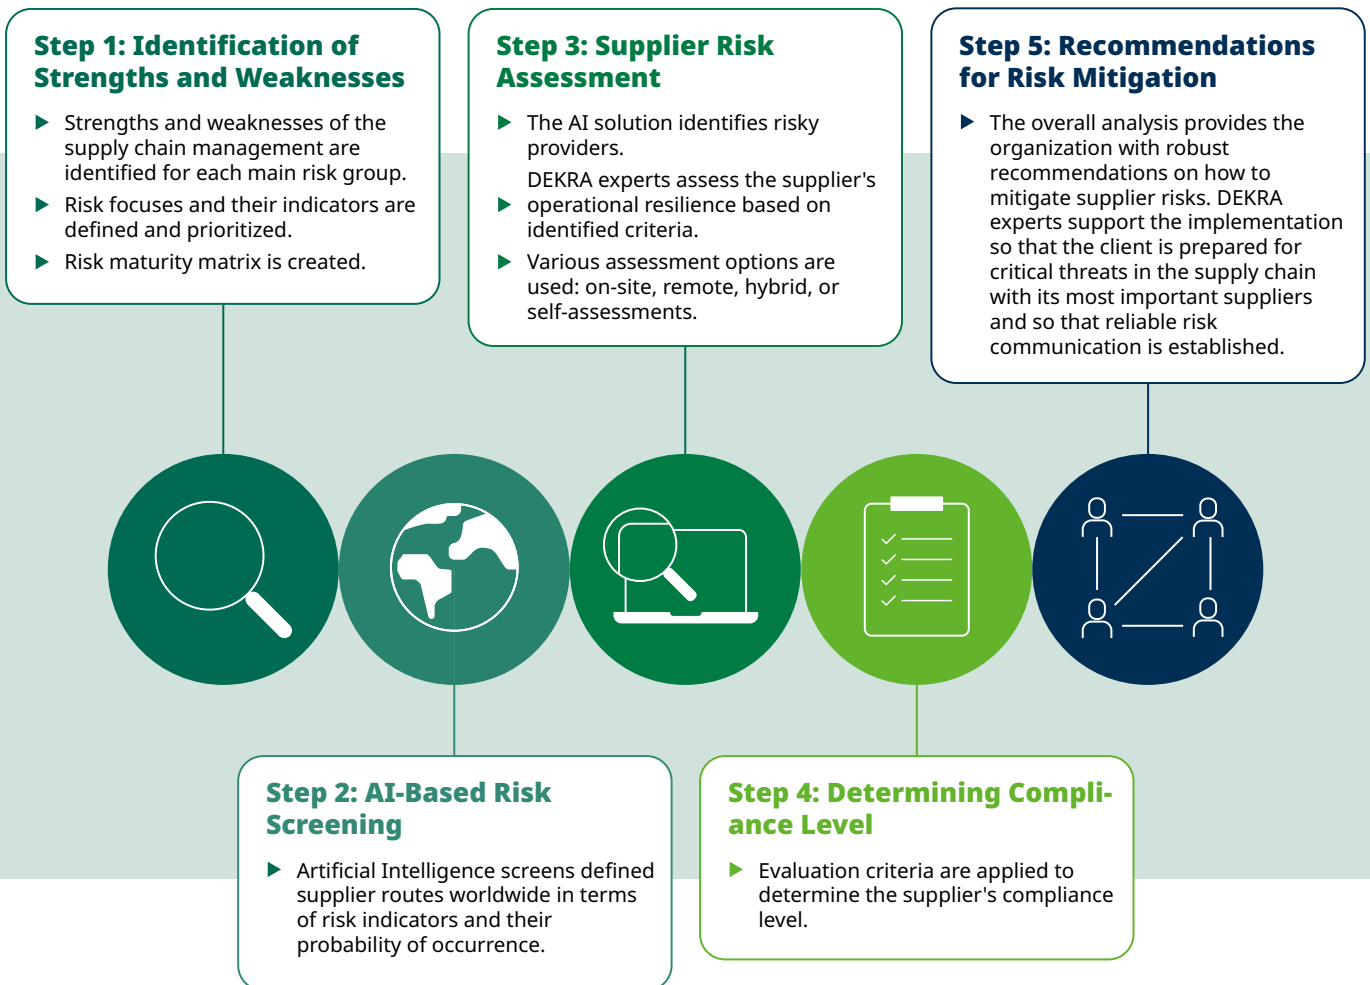 Step 1: Identification of
Strengths and Weaknesses
Strengths and weaknesses of the
supply chain management are
identified for each main risk group.
Risk focuses and their indicators are
defined and prioritized.
Risk maturity matrix is created.
Step 3: Supplier Risk
Assessment
The AI solution identifies risky
providers.
DEKRA experts assess the supplier's
operational resilience based on
identified criteria.
Various assessment options are
used: on-site, remote, hybrid, or
self-assessments.
Step 5: Recommendations
for Risk Mitigation
The overall analysis provides the
organization with robust
recommendations on how to
mitigate supplier risks. DEKRA
experts support the implementation
so that the client is prepared for
critical threats in the supply chain
with its most important suppliers
and so that reliable risk
communication is established.
Step 2: AI-Based Risk
Screening
Artificial Intelligence screens defined
supplier routes worldwide in terms
of risk indicators and their
probability of occurrence.
Step 4: Determining Compli-
ance Level
Evaluation criteria are applied to
determine the supplier's compliance
level.